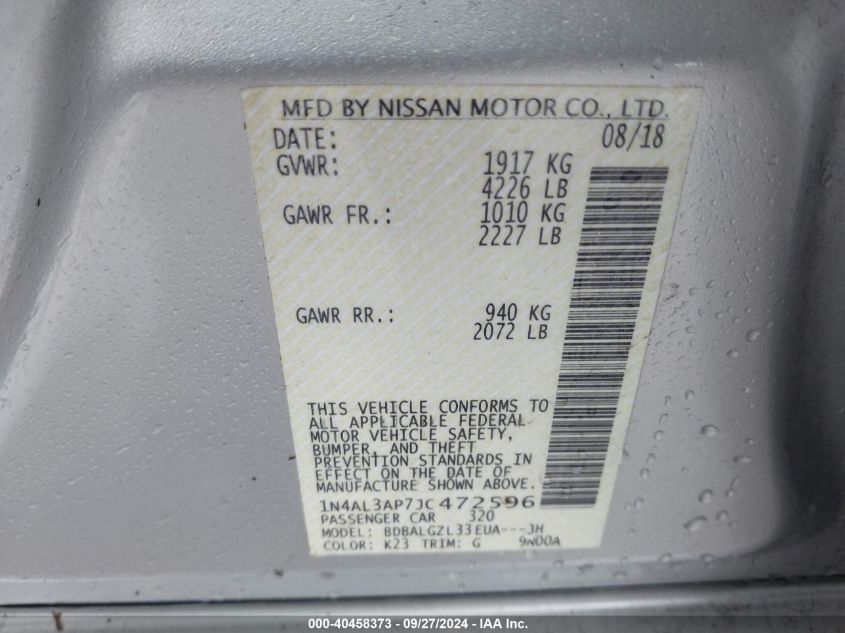 MFD BY NISSAN MOTOR CO., LTD.
DATE: 08/18
GVWR: 1917 KG
4226 LB
GAWR FR.: 1010 KG
2227 LB
GAWR RR.: 940 KG
2072 LB
THIS VEHICLE CONFORMS TO
ALL APPLICABLE FEDERAL
MOTOR VEHICLE SAFETY,
BUMPER, AND THEFT
PREVENTION STANDARDS IN
EFFECT ON THE DATE OF
MANUFACTURE SHOWN ABOVE.
1N4AL3AP7JC472596
PASSENGER CAR 320
MODEL: BDBALGZL33EUA---JH
COLOR: K23 TRIM: G 9N00A
000-40458373 - 09/27/2024 - IAA Inc.